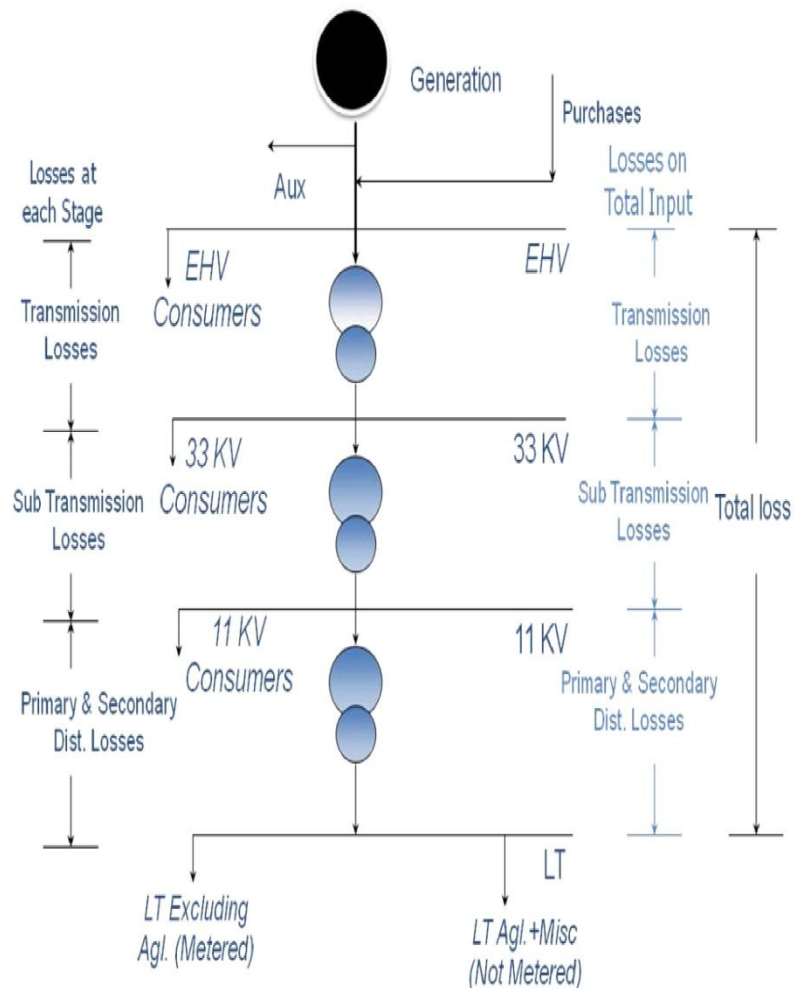 Generation
Purchases
Aux
Losses at
each Stage
Losses on
Total Input
EHV
Consumers
EHV
Transmission
Losses
Transmission
Losses
33 KV
Consumers
33 KV
Sub Transmission
Losses
Sub Transmission
Losses
Total loss
11 KV
Consumers
11 KV
Primary & Secondary
Dist. Losses
Primary & Secondary
Dist. Losses
LT
LT Excluding
Agl. (Metered)
LT Agl.+Misc
(Not Metered)